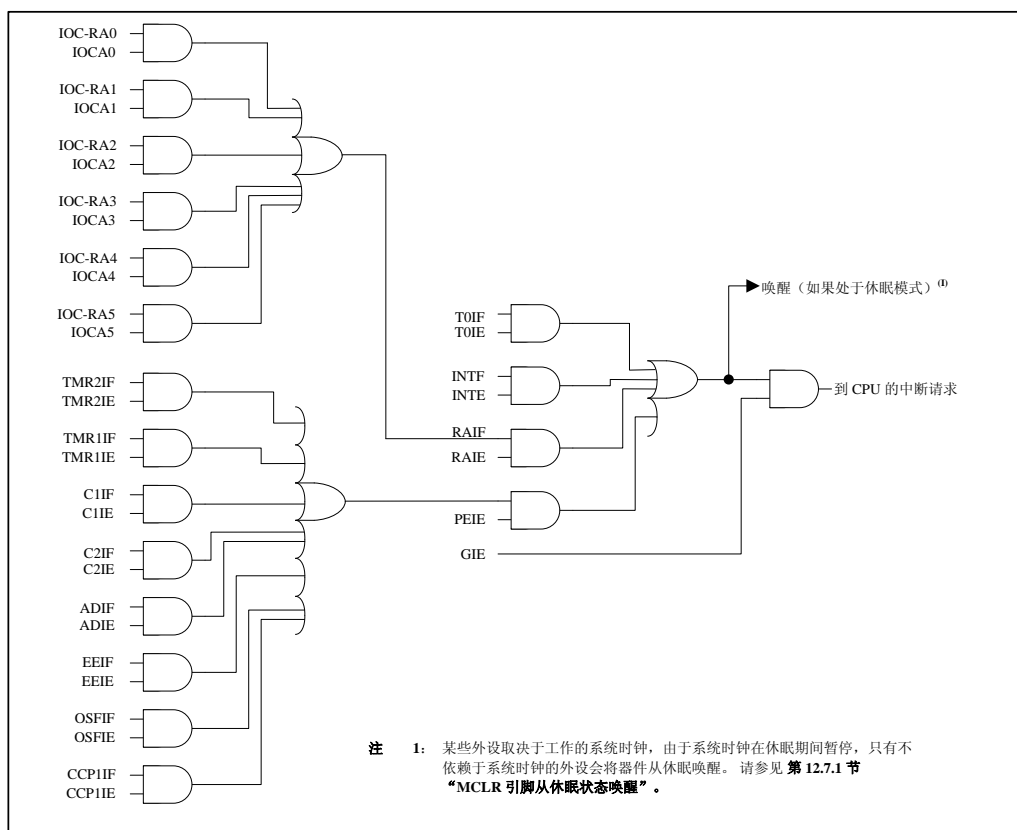 IOC-RA0
IOCA0
IOC-RA1
IOCA1
IOC-RA2
IOCA2
IOC-RA3
IOCA3
IOC-RA4
IOCA4
IOC-RA5
IOCA5
TMR2IF
TMR2IE
TMR1IF
TMR1IE
C1IF
C1IE
C2IF
C2IE
ADIF
ADIE
EEIF
EEIE
OSFIF
OSFIE
CCP1IF
CCP1IE
T0IF
T0IE
INTF
INTE
RAIF
RAIE
PEIE
GIE
唤醒（如果处于休眠模式）(1)
到 CPU 的中断请求
注 1： 某些外设取决于工作的系统时钟，由于系统时钟在休眠期间暂停，只有不
依赖于系统时钟的外设会将器件从休眠唤醒。 请参见 第 12.7.1 节
“MCLR 引脚从休眠状态唤醒”。